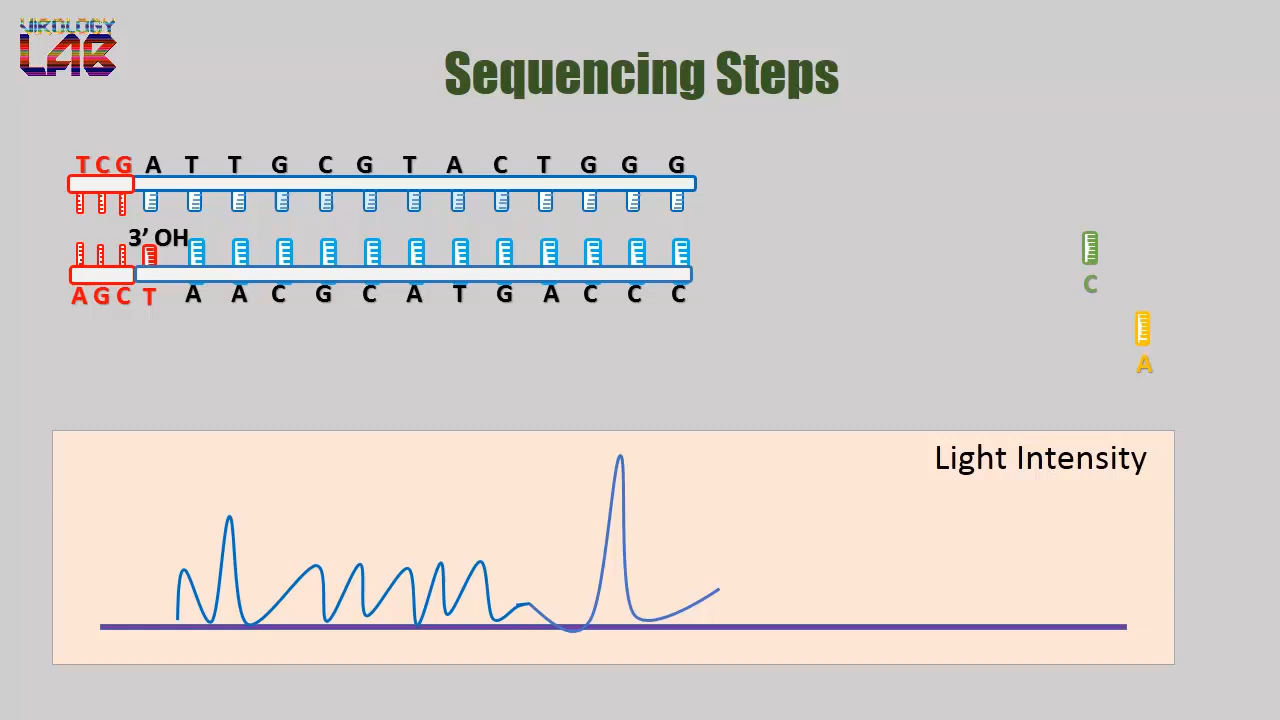 VIROLOGY
LAB
Sequencing Steps
T C G A T T G C G T A C T G G G
3’ OH
A G C T A A C G C A T G A C C C
C
A
Light Intensity